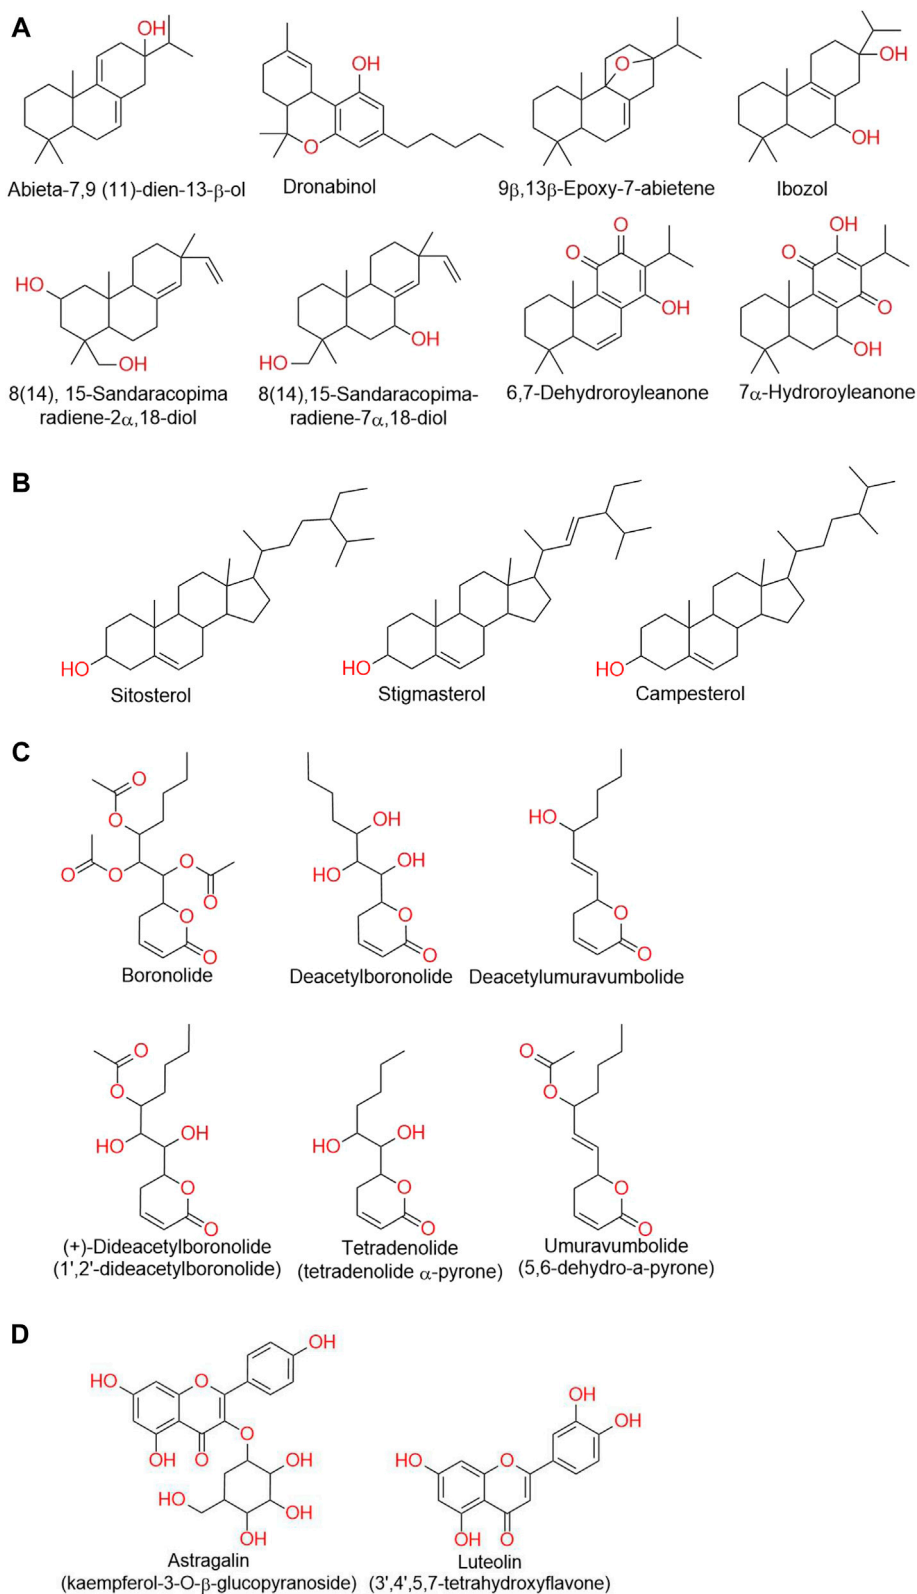 A
OH
Abieta-7,9 (11)-dien-13-β-ol
OH
O
Dronabinol
O
9β,13β-Epoxy-7-abietene
OH
OH
Ibozol
HO
OH
8(14), 15-Sandaracopima
radiene-2α,18-diol
HO
OH
8(14),15-Sandaracopima-
radiene-7α,18-diol
O
O
OH
6,7-Dehydroroyleanone
OH
O
O
OH
7α-Hydroroyleanone
B
HO
Sitosterol
HO
Stigmasterol
HO
Campesterol
C
O
O
O
O
O
O
O
O
Boronolide
OH
HO
OH
O
O
Deacetylboronolide
HO
O
O
Deacetylumuravumbolide
O
O
HO
OH
O
O
(+)-Dideacetylboronolide
(1',2'-dideacetylboronolide)
HO
OH
O
O
Tetradenolide
(tetradenolide α-pyrone)
O
O
O
O
Umuravumbolide
(5,6-dehydro-a-pyrone)
D
OH
HO
O
O
OH
O
OH
HO
OH
OH
Astragalin
(kaempferol-3-O-β-glucopyranoside)
OH
OH
HO
O
OH
O
Luteolin
(3',4',5,7-tetrahydroxyflavone)